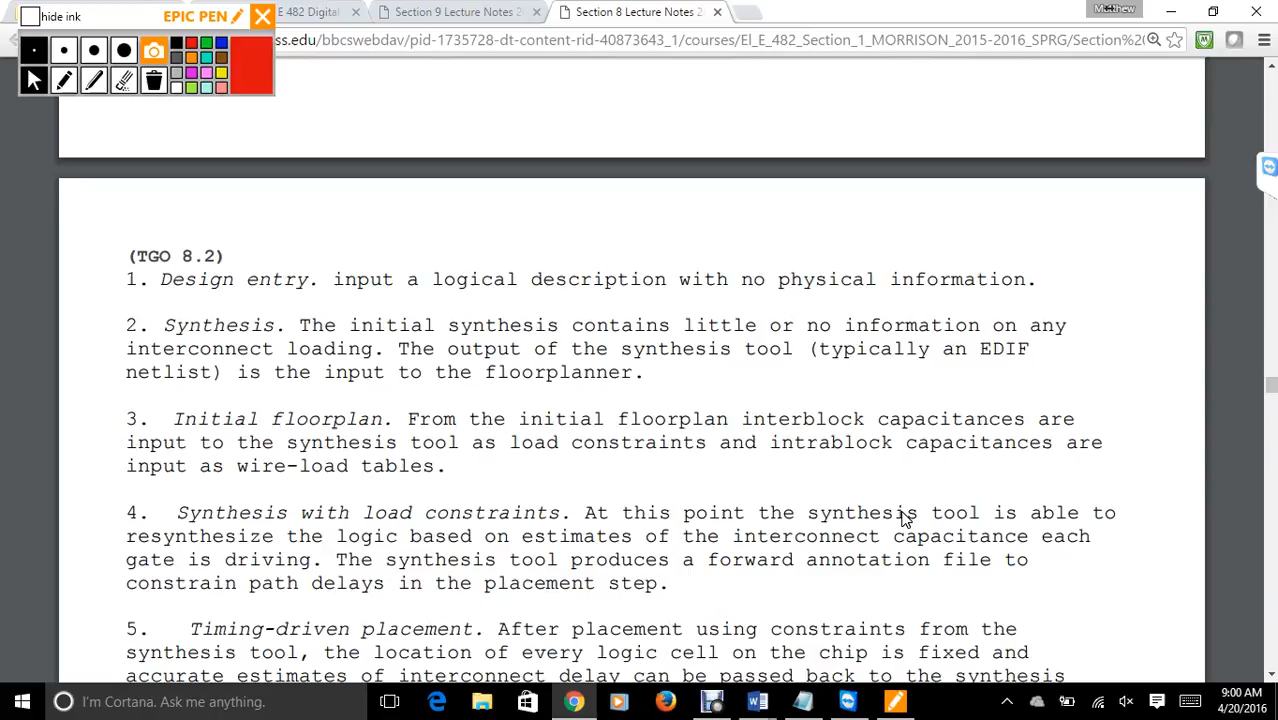 hide ink
EPIC PEN
E 482 Digital
Section 9 Lecture Notes 2
Section 8 Lecture Notes 2
Matthew
ss.edu/bbcswebdav/pid-1735728-dt-content-rid-40873643_1/courses/El_E_482_Section_1_MORRISON_2015-2016_SPRG/Section%20
(TGO 8.2)
1. Design entry. input a logical description with no physical information.
2. Synthesis. The initial synthesis contains little or no information on any
interconnect loading. The output of the synthesis tool (typically an EDIF
netlist) is the input to the floorplanner.
3. Initial floorplan. From the initial floorplan interblock capacitances are
input to the synthesis tool as load constraints and intrablock capacitances are
input as wire-load tables.
4. Synthesis with load constraints. At this point the synthesis tool is able to
resynthesize the logic based on estimates of the interconnect capacitance each
gate is driving. The synthesis tool produces a forward annotation file to
constrain path delays in the placement step.
5. Timing-driven placement. After placement using constraints from the
synthesis tool, the location of every logic cell on the chip is fixed and
accurate estimates of interconnect delay can be passed back to the synthesis
I'm Cortana. Ask me anything.
9:00 AM
4/20/2016